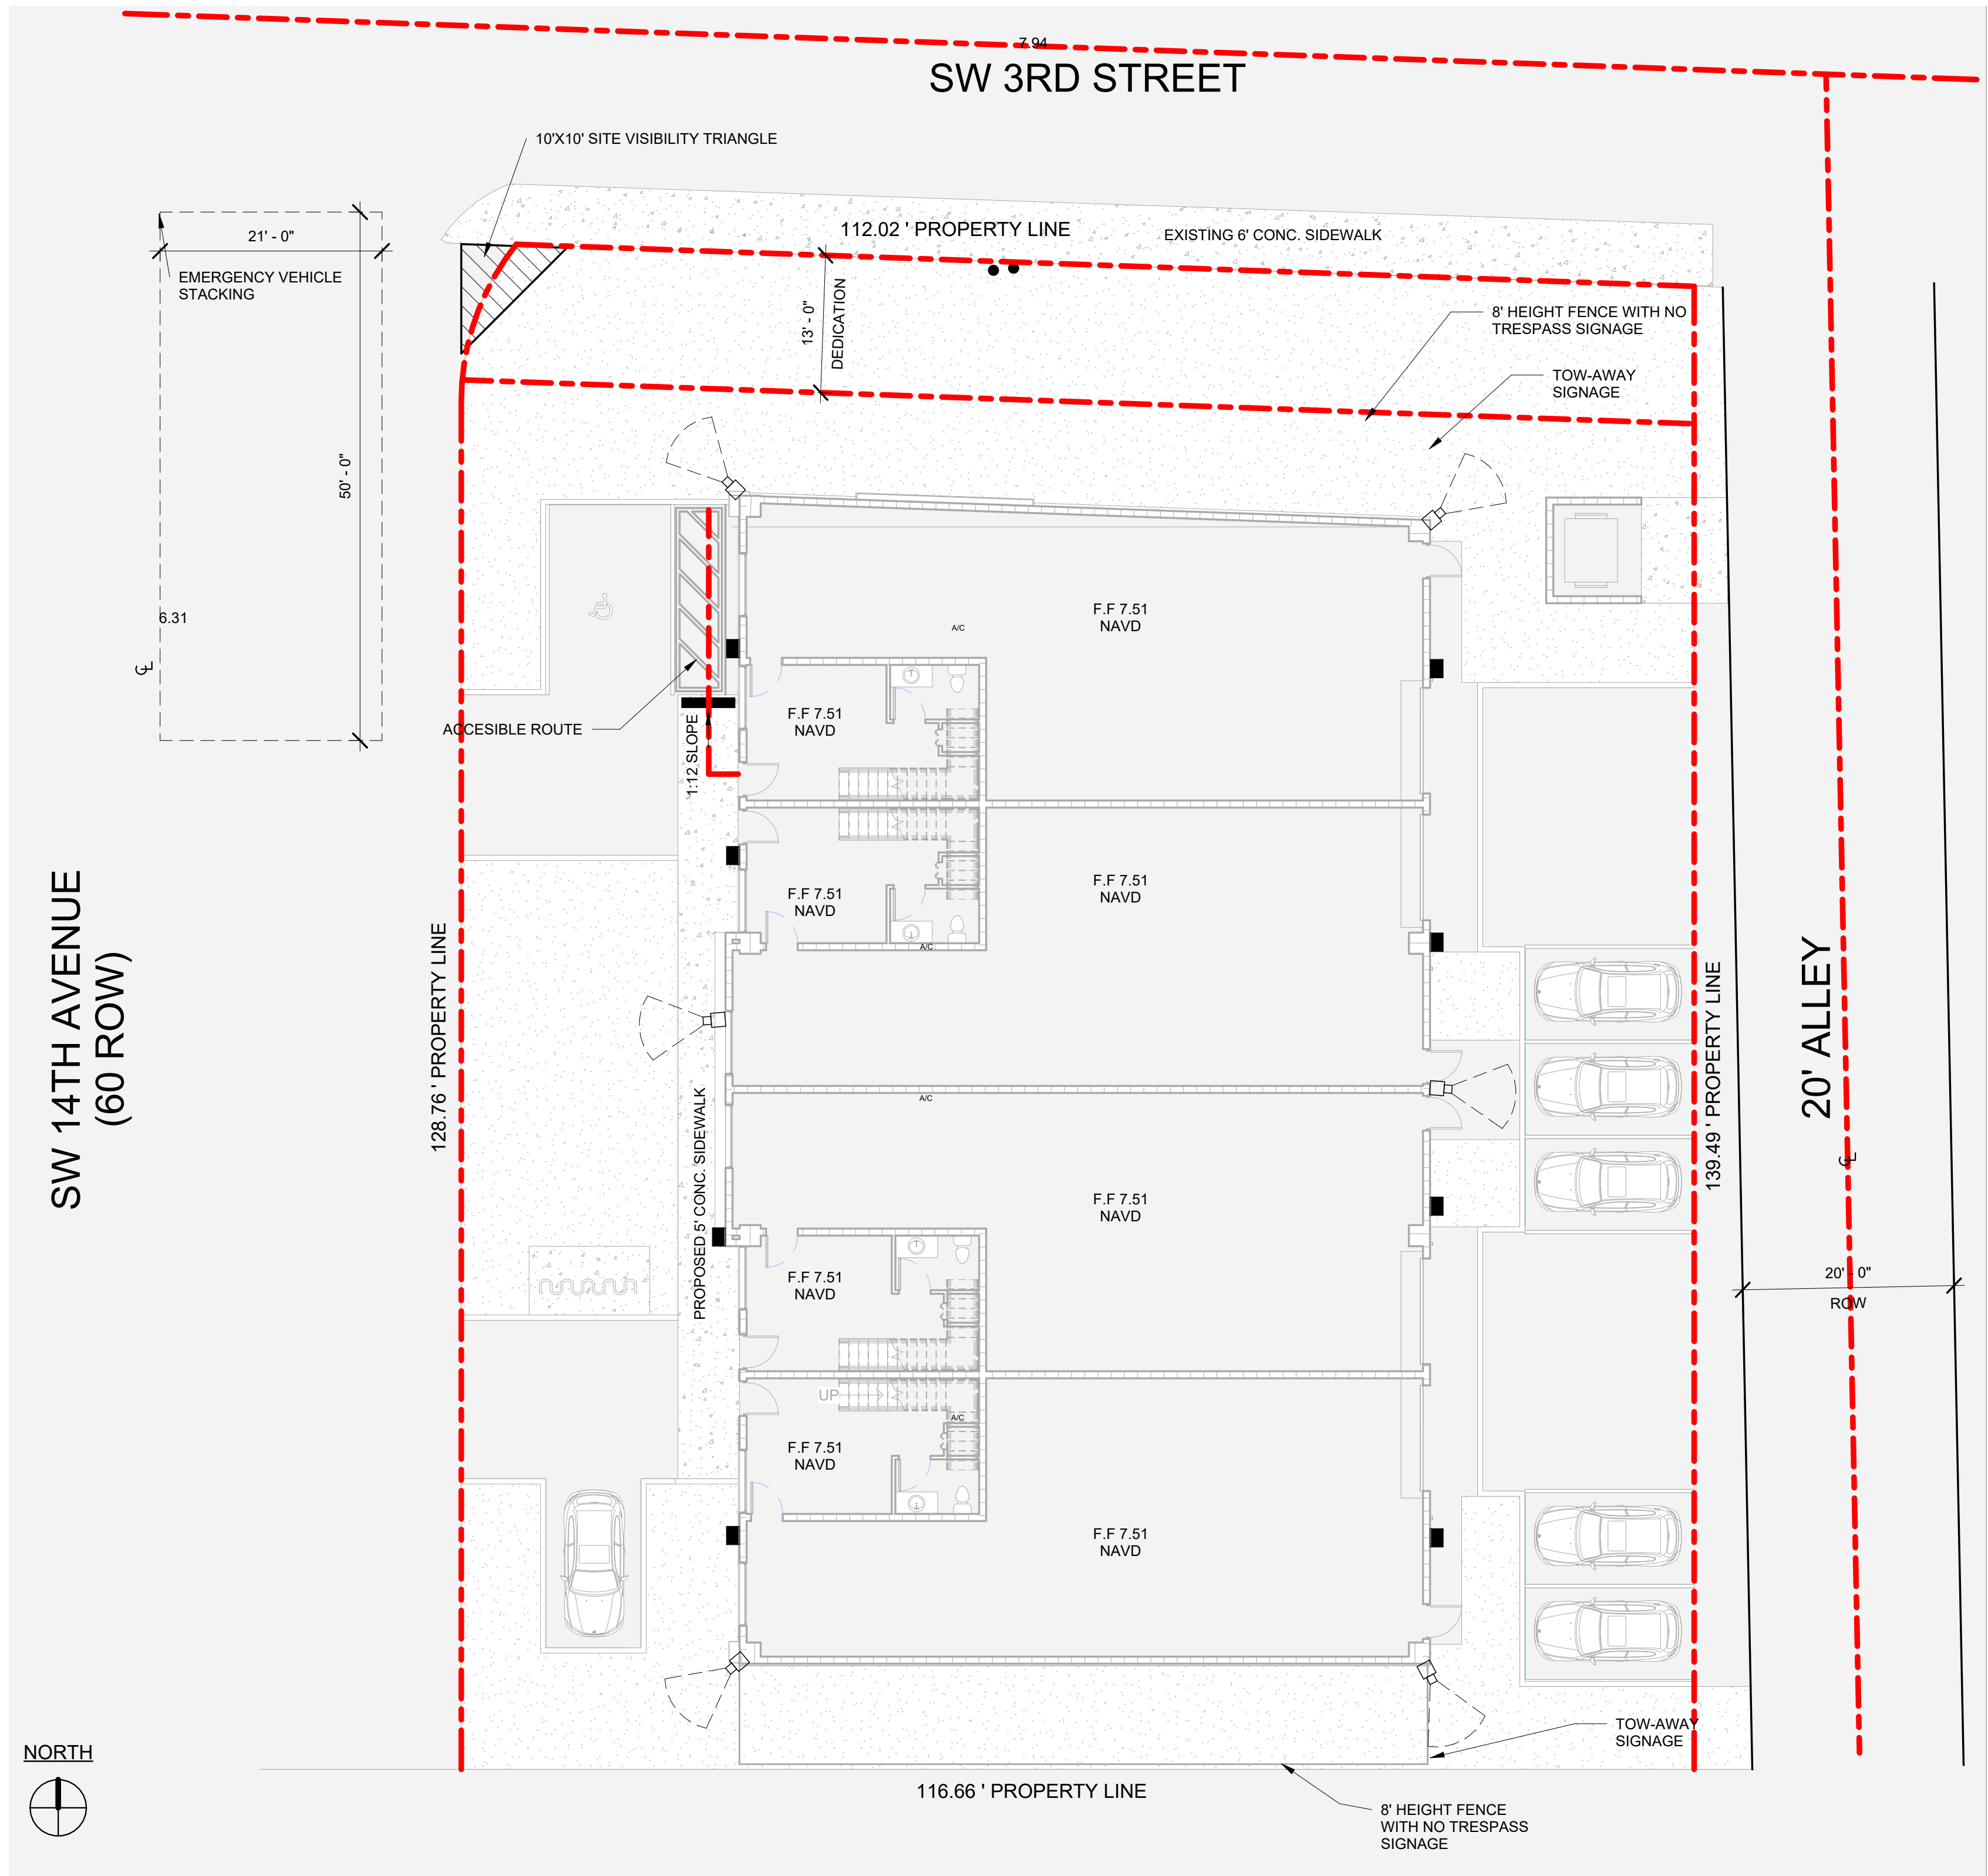 7.94
SW 3RD STREET
10'X10' SITE VISIBILITY TRIANGLE
112.02 ' PROPERTY LINE
EXISTING 6' CONC. SIDEWALK
21' - 0"
EMERGENCY VEHICLE
STACKING
50' - 0"
13' - 0"
DEDICATION
8' HEIGHT FENCE WITH NO
TRESPASS SIGNAGE
TOW-AWAY
SIGNAGE
6.31
℄
F.F 7.51
NAVD
A/C
F.F 7.51
NAVD
ACCESIBLE ROUTE
1:12 SLOPE
F.F 7.51
NAVD
F.F 7.51
NAVD
A/C
SW 14TH AVENUE
(60 ROW)
128.76 ' PROPERTY LINE
PROPOSED 5' CONC. SIDEWALK
A/C
139.49 ' PROPERTY LINE
20' ALLEY
℄
F.F 7.51
NAVD
F.F 7.51
NAVD
20' - 0"
ROW
UP
A/C
F.F 7.51
NAVD
F.F 7.51
NAVD
TOW-AWAY
SIGNAGE
NORTH
116.66 ' PROPERTY LINE
8' HEIGHT FENCE
WITH NO TRESPASS
SIGNAGE